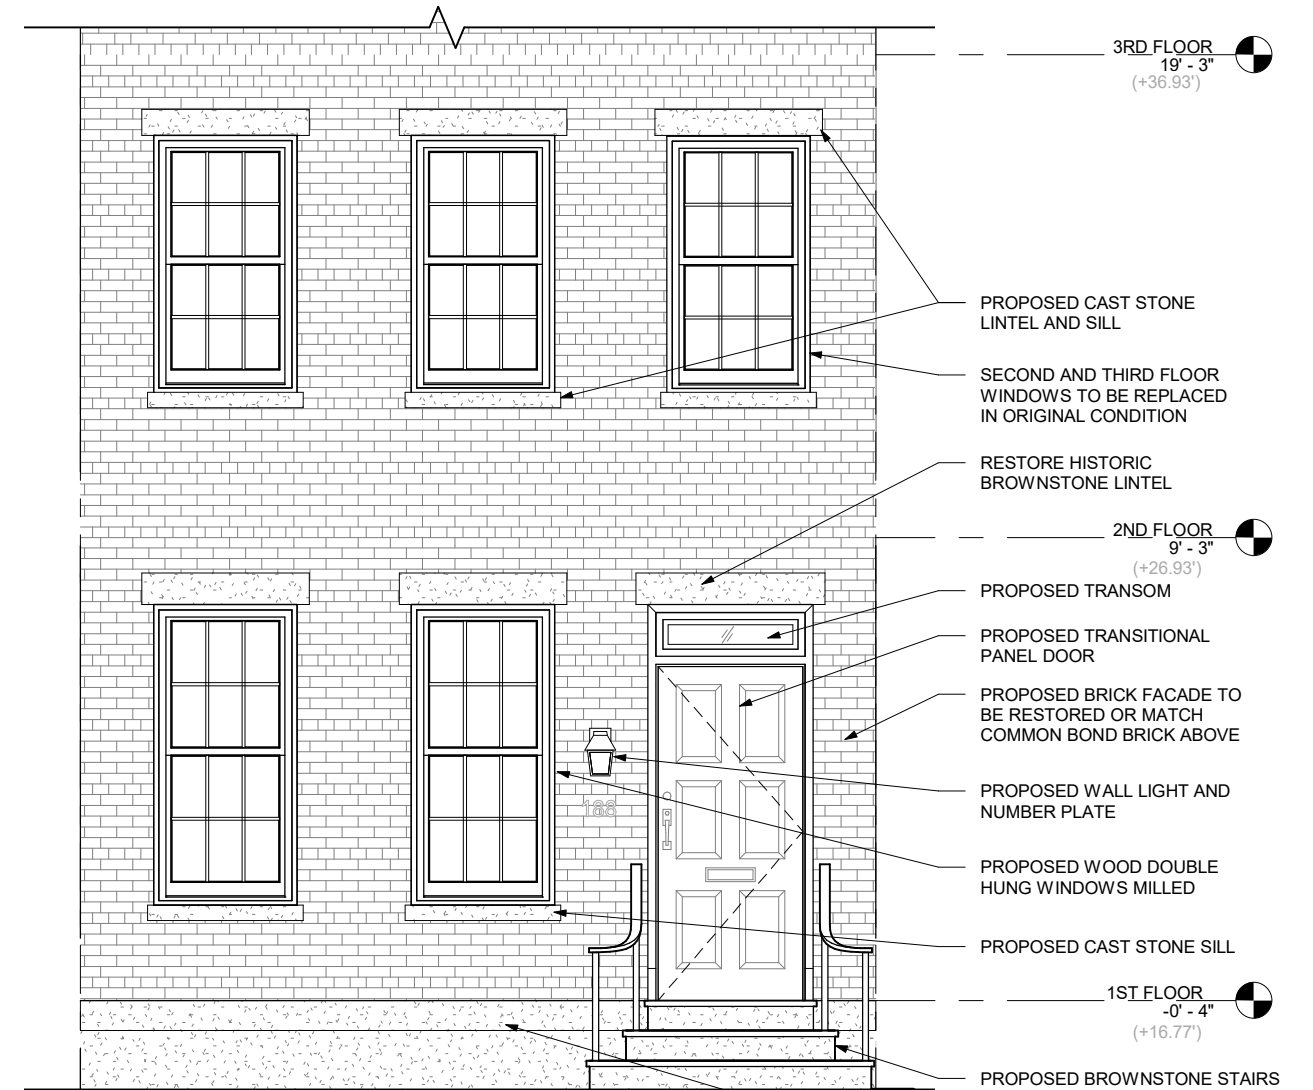 3RD FLOOR
19' - 3"
(+36.93')
PROPOSED CAST STONE
LINTEL AND SILL
SECOND AND THIRD FLOOR
WINDOWS TO BE REPLACED
IN ORIGINAL CONDITION
RESTORE HISTORIC
BROWNSTONE LINTEL
2ND FLOOR
9' - 3"
(+26.93')
PROPOSED TRANSOM
PROPOSED TRANSITIONAL
PANEL DOOR
PROPOSED BRICK FACADE TO
BE RESTORED OR MATCH
COMMON BOND BRICK ABOVE
PROPOSED WALL LIGHT AND
NUMBER PLATE
188
PROPOSED WOOD DOUBLE
HUNG WINDOWS MILLED
PROPOSED CAST STONE SILL
1ST FLOOR
-0' - 4"
(+16.77')
PROPOSED BROWNSTONE STAIRS